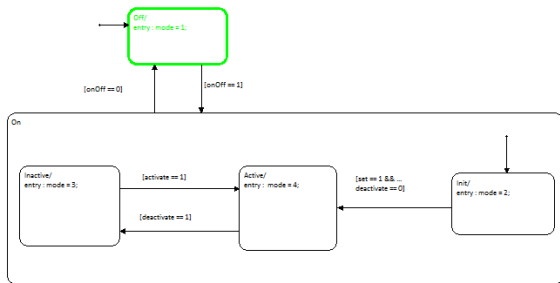 Off/
entry : mode = 1;
[onOff == 0]
[onOff == 1]
On
Inactive/
entry : mode = 3;
[activate == 1]
Active/
entry : mode = 4;
[set == 1 && ...
deactivate == 0]
Init/
entry : mode = 2;
[deactivate == 1]